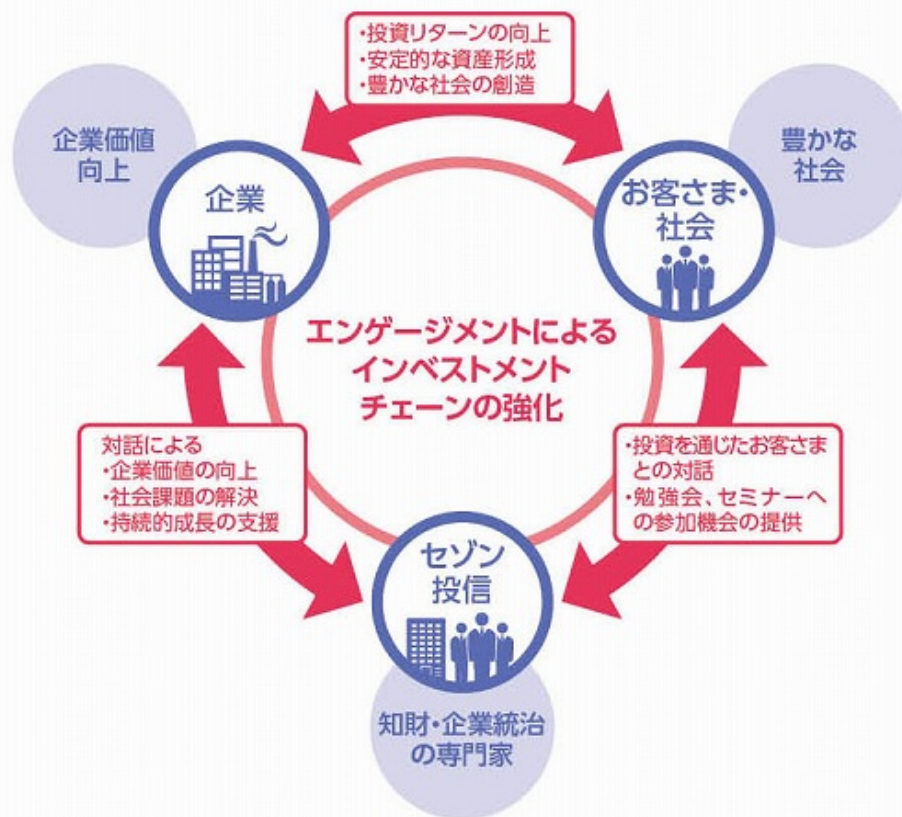 ・投資リターンの向上
・安定的な資産形成
・豊かな社会の創造
企業価値
向上
企業
お客さま・
社会
豊かな
社会
エンゲージメントによる
インベストメント
チェーンの強化
対話による
・企業価値の向上
・社会課題の解決
・持続的成長の支援
・投資を通じたお客さま
との対話
・勉強会、セミナーへ
の参加機会の提供
セゾン
投信
知財・企業統治
の専門家